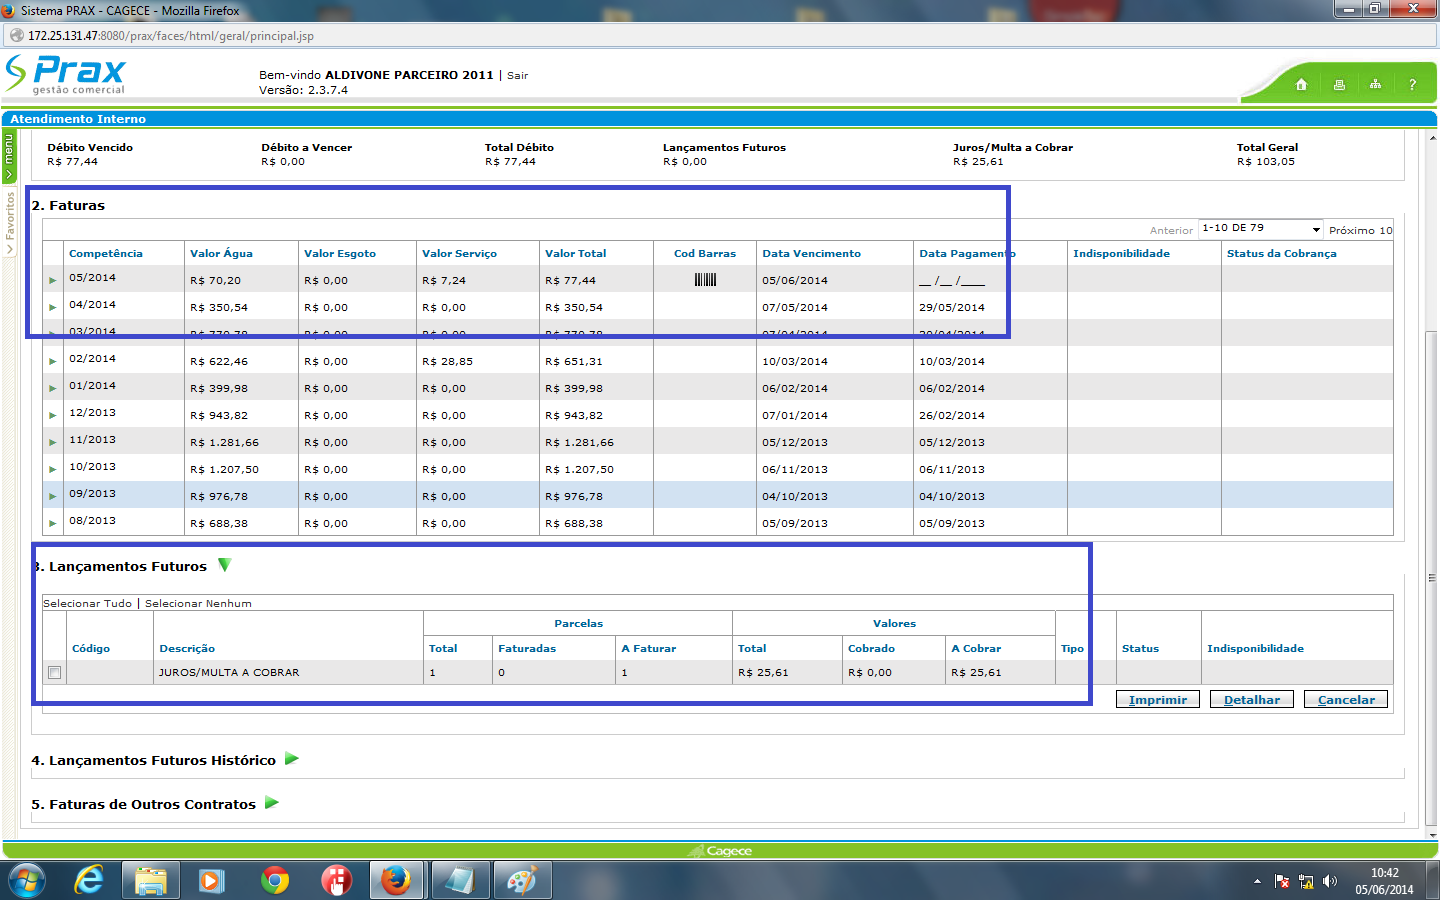 Sistema PRAX - CAGECE - Mozilla Firefox
172.25.131.47:8080/prax/faces/html/geral/principal.jsp
Prax
gestão comercial
Bem-vindo ALDIVONE PARCEIRO 2011 | Sair
Versão: 2.3.7.4
?
Atendimento Interno
menu
Favoritos
Débito Vencido Débito a Vencer Total Débito Lançamentos Futuros Juros/Multa a Cobrar Total Geral
R$ 77,44 R$ 0,00 R$ 77,44 R$ 0,00 R$ 25,61 R$ 103,05
2. Faturas
Anterior 1-10 DE 79 Próximo 10
Competência Valor Água Valor Esgoto Valor Serviço Valor Total Cod Barras Data Vencimento Data Pagamento Indisponibilidade Status da Cobrança
05/2014 R$ 70,20 R$ 0,00 R$ 7,24 R$ 77,44 05/06/2014 __ /__ /____
04/2014 R$ 350,54 R$ 0,00 R$ 0,00 R$ 350,54 07/05/2014 29/05/2014
03/2014 R$ 770,78 R$ 0,00 R$ 0,00 R$ 770,78 07/04/2014
02/2014 R$ 622,46 R$ 0,00 R$ 28,85 R$ 651,31 10/03/2014 10/03/2014
01/2014 R$ 399,98 R$ 0,00 R$ 0,00 R$ 399,98 06/02/2014 06/02/2014
12/2013 R$ 943,82 R$ 0,00 R$ 0,00 R$ 943,82 07/01/2014 26/02/2014
11/2013 R$ 1.281,66 R$ 0,00 R$ 0,00 R$ 1.281,66 05/12/2013 05/12/2013
10/2013 R$ 1.207,50 R$ 0,00 R$ 0,00 R$ 1.207,50 06/11/2013 06/11/2013
09/2013 R$ 976,78 R$ 0,00 R$ 0,00 R$ 976,78 04/10/2013 04/10/2013
08/2013 R$ 688,38 R$ 0,00 R$ 0,00 R$ 688,38 05/09/2013 05/09/2013
3. Lançamentos Futuros
Selecionar Tudo | Selecionar Nenhum
Parcelas Valores
Código Descrição Total Faturadas A Faturar Total Cobrado A Cobrar Tipo Status Indisponibilidade
JUROS/MULTA A COBRAR 1 0 1 R$ 25,61 R$ 0,00 R$ 25,61
Imprimir Detalhar Cancelar
4. Lançamentos Futuros Histórico
5. Faturas de Outros Contratos
Cagece
10:42
05/06/2014